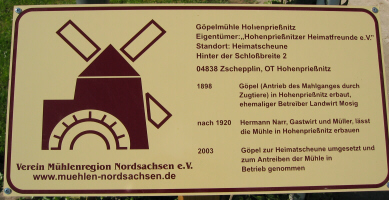 Göpelmühle Hohenprießnitz
Eigentümer:„Hohenprießnitzer Heimatfreunde e.V."
Standort: Heimatscheune
Hinter der Schloßbreite 2
04838 Zschepplin, OT Hohenprießnitz
1898 Göpel (Antrieb des Mahlganges durch
Zugtiere) in Hohenprießnitz erbaut,
ehemaliger Betreiber Landwirt Mosig
nach 1920 Hermann Narr, Gastwirt und Müller, lässt
die Mühle in Hohenprießnitz erbauen
2003 Göpel zur Heimatscheune umgesetzt und
zum Antreiben der Mühle in
Betrieb genommen
Verein Mühlenregion Nordsachsen e.V.
www.muehlen-nordsachsen.de